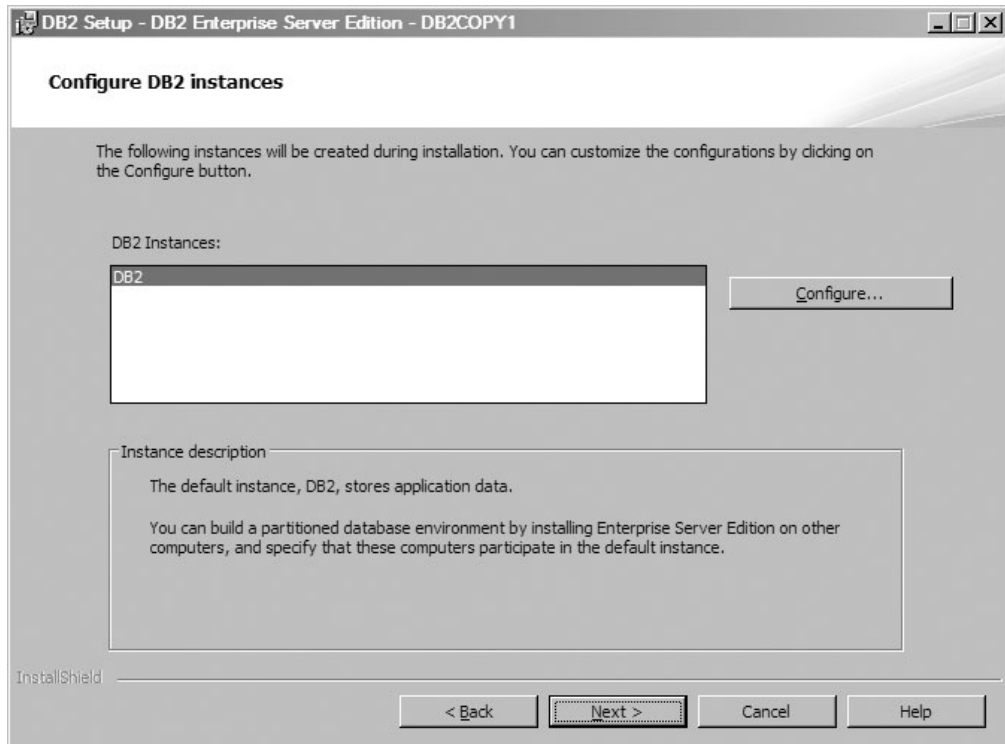 DB2 Setup - DB2 Enterprise Server Edition - DB2COPY1
Configure DB2 instances
The following instances will be created during installation. You can customize the configurations by clicking on
the Configure button.
DB2 Instances:
DB2
Configure...
Instance description
The default instance, DB2, stores application data.
You can build a partitioned database environment by installing Enterprise Server Edition on other
computers, and specify that these computers participate in the default instance.
InstallShield
< Back
Next >
Cancel
Help